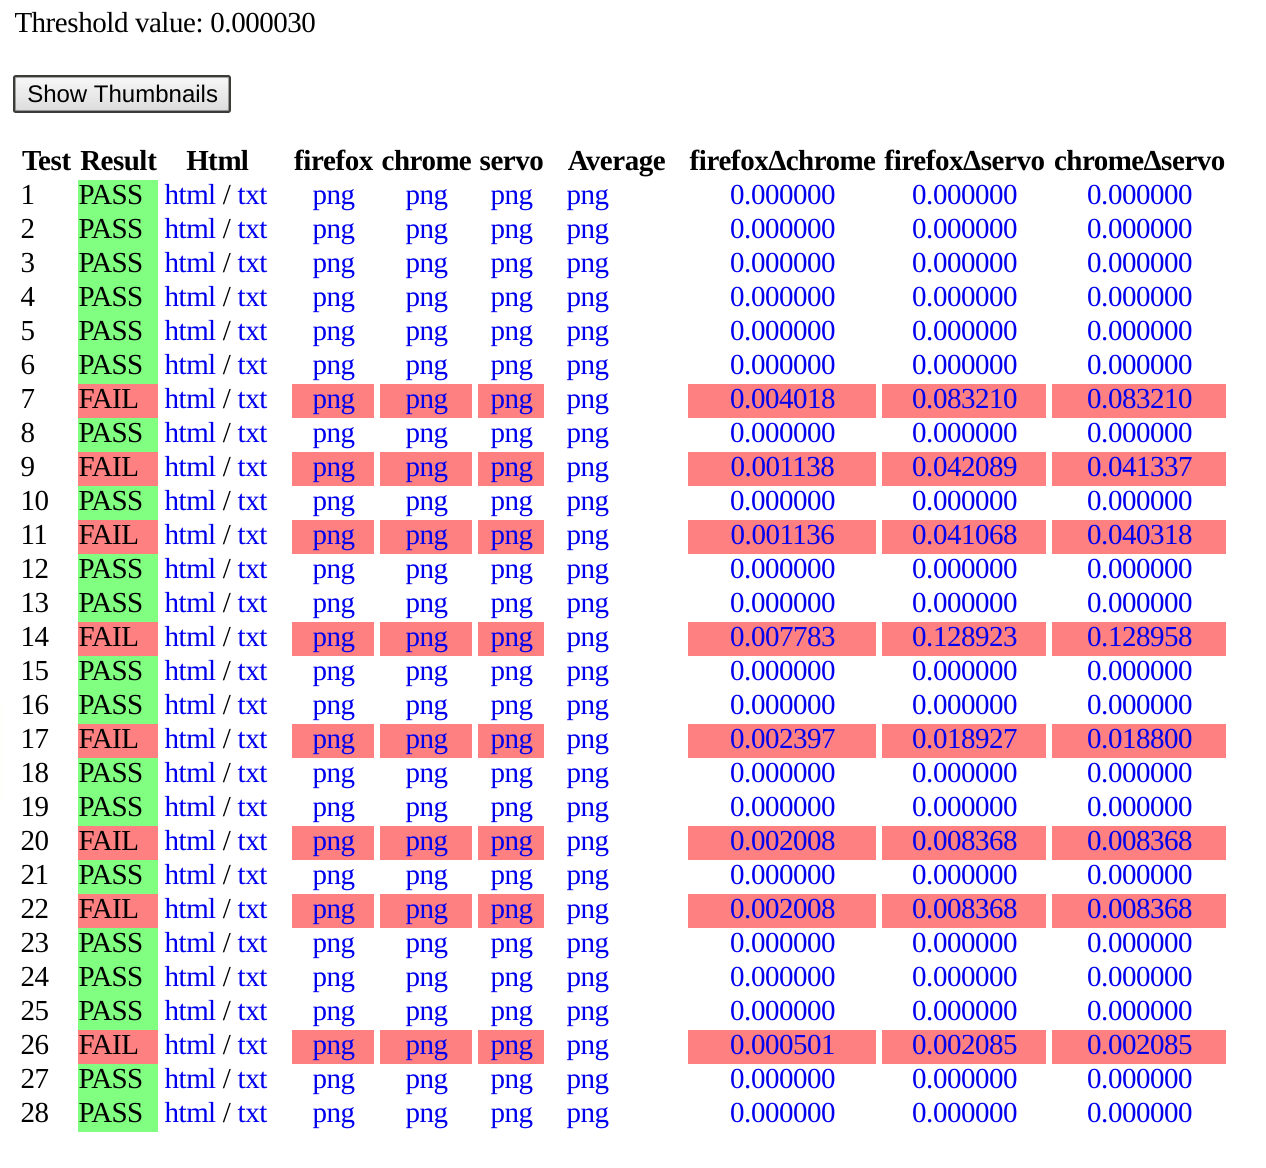 Threshold value: 0.000030
Show Thumbnails
Test Result Html firefox chrome servo Average firefoxΔchrome firefoxΔservo chromeΔservo
1 PASS html / txt png png png png 0.000000 0.000000 0.000000
2 PASS html / txt png png png png 0.000000 0.000000 0.000000
3 PASS html / txt png png png png 0.000000 0.000000 0.000000
4 PASS html / txt png png png png 0.000000 0.000000 0.000000
5 PASS html / txt png png png png 0.000000 0.000000 0.000000
6 PASS html / txt png png png png 0.000000 0.000000 0.000000
7 FAIL html / txt png png png png 0.004018 0.083210 0.083210
8 PASS html / txt png png png png 0.000000 0.000000 0.000000
9 FAIL html / txt png png png png 0.001138 0.042089 0.041337
10 PASS html / txt png png png png 0.000000 0.000000 0.000000
11 FAIL html / txt png png png png 0.001136 0.041068 0.040318
12 PASS html / txt png png png png 0.000000 0.000000 0.000000
13 PASS html / txt png png png png 0.000000 0.000000 0.000000
14 FAIL html / txt png png png png 0.007783 0.128923 0.128958
15 PASS html / txt png png png png 0.000000 0.000000 0.000000
16 PASS html / txt png png png png 0.000000 0.000000 0.000000
17 FAIL html / txt png png png png 0.002397 0.018927 0.018800
18 PASS html / txt png png png png 0.000000 0.000000 0.000000
19 PASS html / txt png png png png 0.000000 0.000000 0.000000
20 FAIL html / txt png png png png 0.002008 0.008368 0.008368
21 PASS html / txt png png png png 0.000000 0.000000 0.000000
22 FAIL html / txt png png png png 0.002008 0.008368 0.008368
23 PASS html / txt png png png png 0.000000 0.000000 0.000000
24 PASS html / txt png png png png 0.000000 0.000000 0.000000
25 PASS html / txt png png png png 0.000000 0.000000 0.000000
26 FAIL html / txt png png png png 0.000501 0.002085 0.002085
27 PASS html / txt png png png png 0.000000 0.000000 0.000000
28 PASS html / txt png png png png 0.000000 0.000000 0.000000